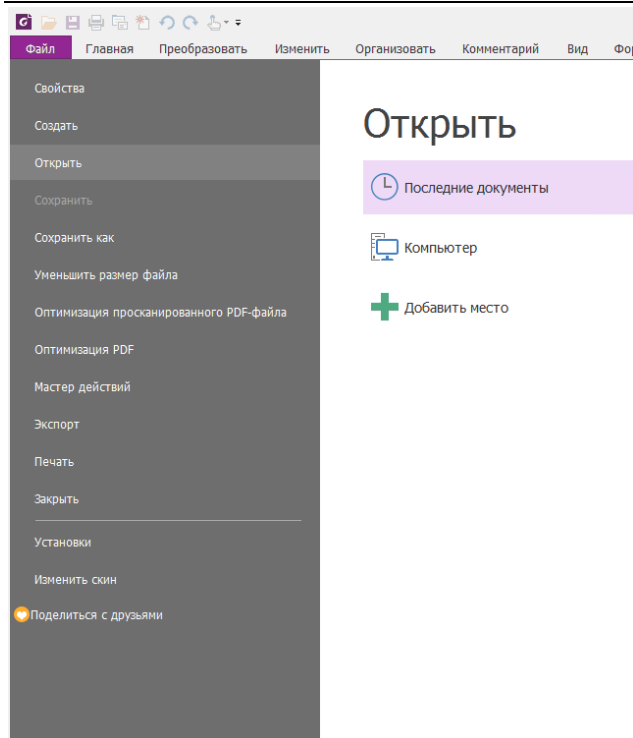 Файл Главная Преобразовать Изменить Организовать Комментарий Вид
Свойства
Создать
Открыть
Сохранить
Сохранить как
Уменьшить размер файла
Оптимизация просканированного PDF-файла
Оптимизация PDF
Мастер действий
Экспорт
Печать
Закрыть
Установки
Изменить скин
Поделиться с друзьями
Открыть
Последние документы
Компьютер
Добавить место